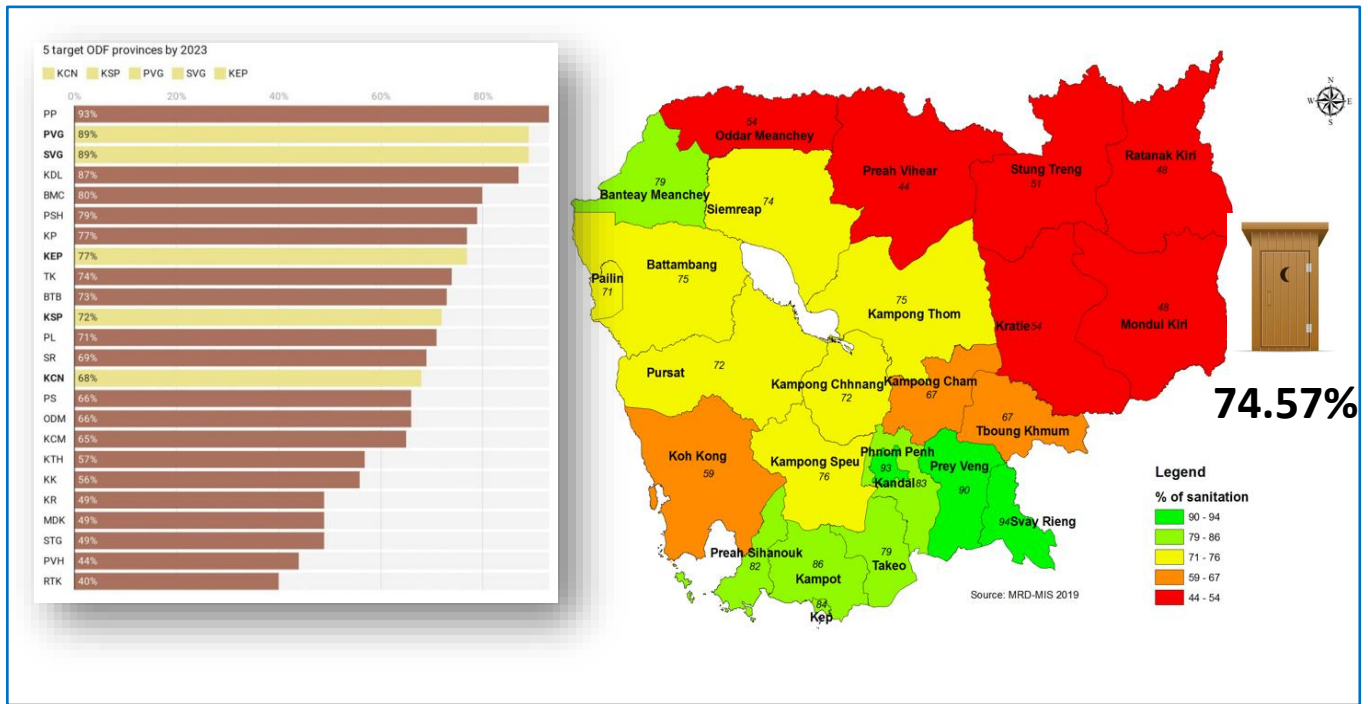 5 target ODF provinces by 2023
KCN KSP PVG SVG KEP
0% 20% 40% 60% 80%
PP 93%
PVG 89%
SVG 89%
KDL 87%
BMC 80%
PSH 79%
KP 77%
KEP 77%
TK 74%
BTB 73%
KSP 72%
PL 71%
SR 69%
KCN 68%
PS 66%
ODM 66%
KCM 65%
KTH 57%
KK 56%
KR 49%
MDK 49%
STG 49%
PVH 44%
RTK 40%
N
W E
S
54
Oddar Meanchey
Preah Vihear
44
Stung Treng
51
Ratanak Kiri
48
79
Banteay Meanchey
Siemreap 74
Pailin
71
Battambang
75
75
Kampong Thom
Kratie 54
48
Mondul Kiri
72
Pursat
Kampong Chhnang
72
Kampong Cham
67
67
Tboung Khmum
Koh Kong
59
Kampong Speu
76
Phnom Penh
93
Kandal 83
Prey Veng
90
94 Svay Rieng
Preah Sihanouk
82
86
Kampot
79
Takeo
84
Kep
74.57%
Legend
% of sanitation
90 - 94
79 - 86
71 - 76
59 - 67
44 - 54
Source: MRD-MIS 2019